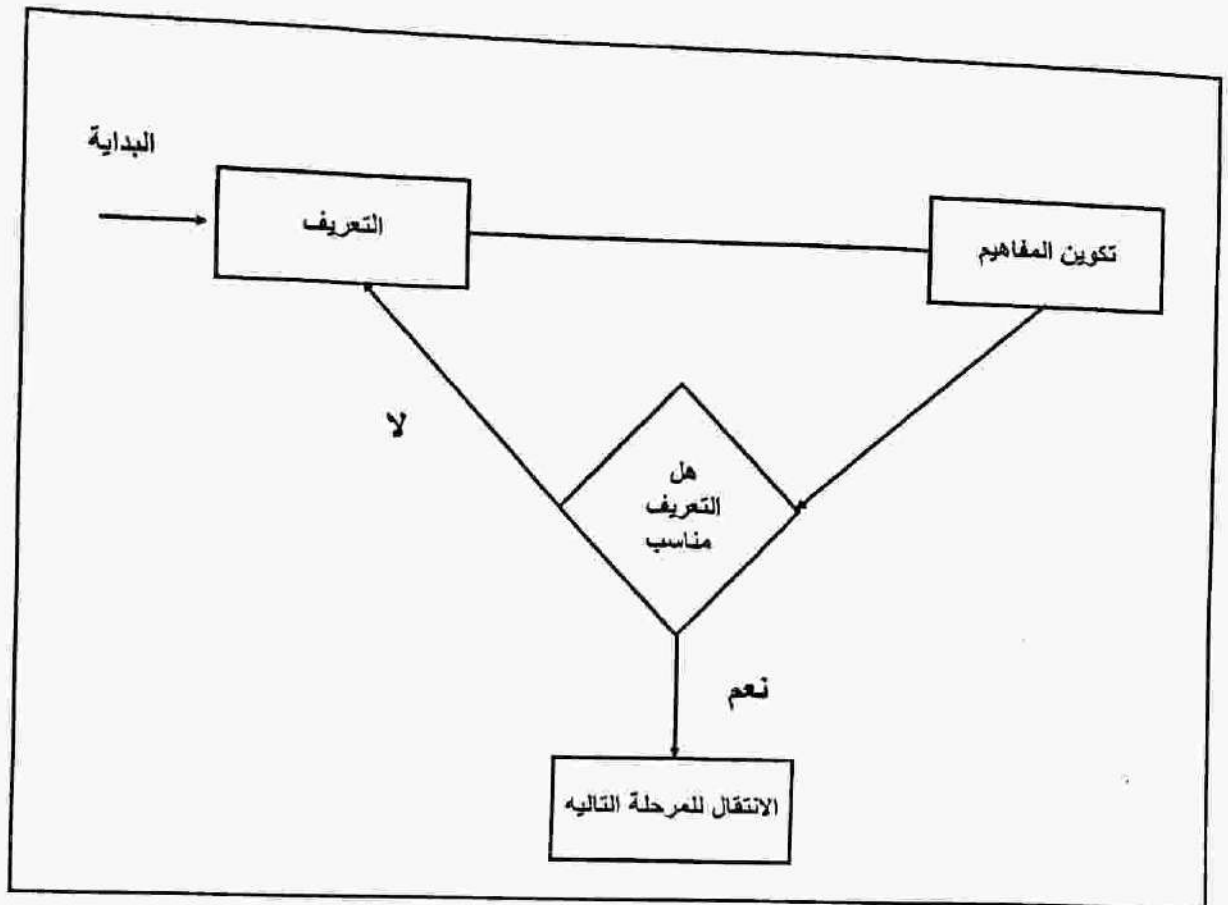 البداية
التعريف
تكوين المفاهيم
لا
هل
التعريف
مناسب
نعم
الانتقال للمرحلة التاليه